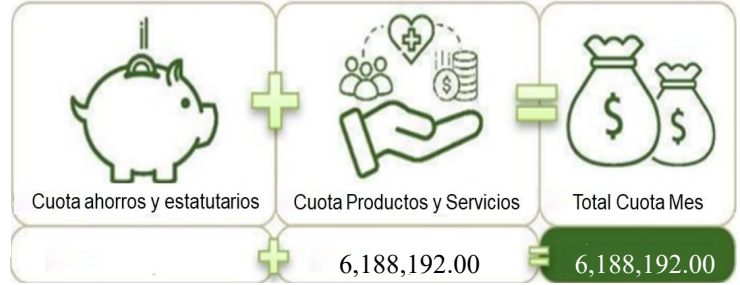 Cuota ahorros y estatutarios Cuota Productos y Servicios Total Cuota Mes
6,188,192.00 6,188,192.00